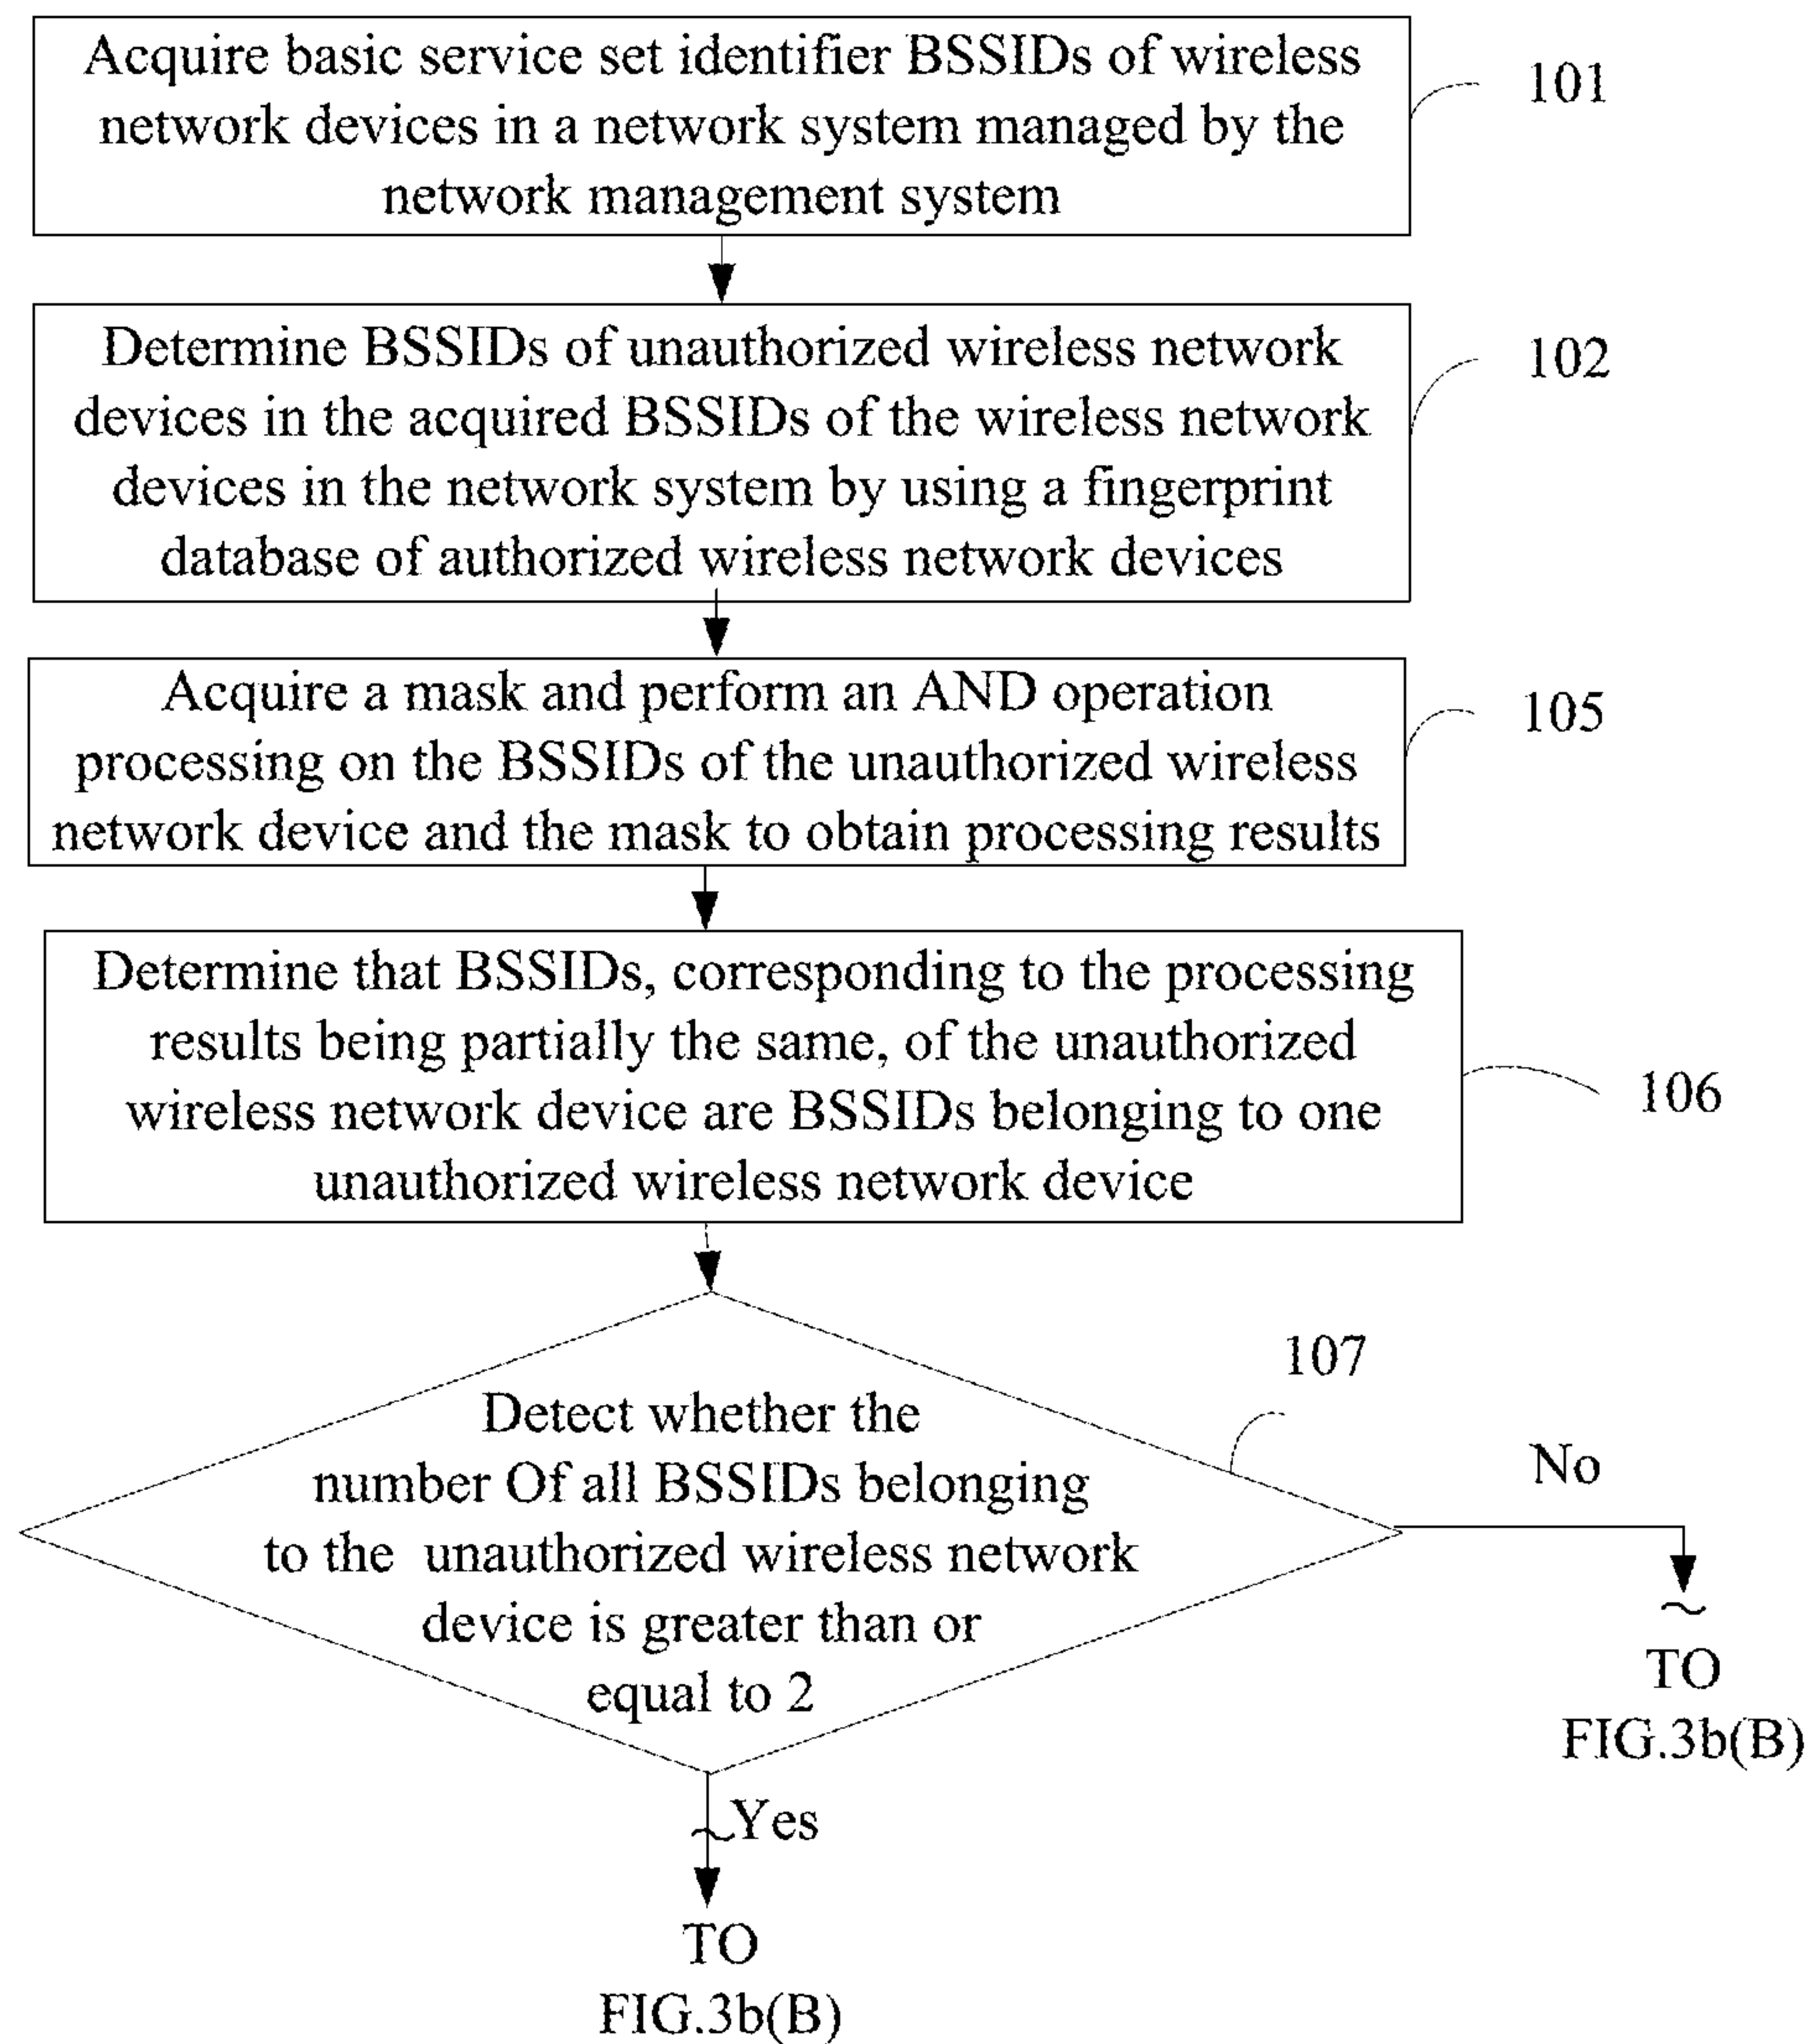 Acquire basic service set identifier BSSIDs of wireless
network devices in a network system managed by the
network management system
101
Determine BSSIDs of unauthorized wireless network
devices in the acquired BSSIDs of the wireless network
devices in the network system by using a fingerprint
database of authorized wireless network devices
102
Acquire a mask and perform an AND operation
processing on the BSSIDs of the unauthorized wireless
network device and the mask to obtain processing results
105
Determine that BSSIDs, corresponding to the processing
results being partially the same, of the unauthorized
wireless network device are BSSIDs belonging to one
unauthorized wireless network device
106
107
Detect whether the
number Of all BSSIDs belonging
to the unauthorized wireless network
device is greater than or
equal to 2
No
TO
FIG.3b(B)
Yes
TO
FIG.3b(B)